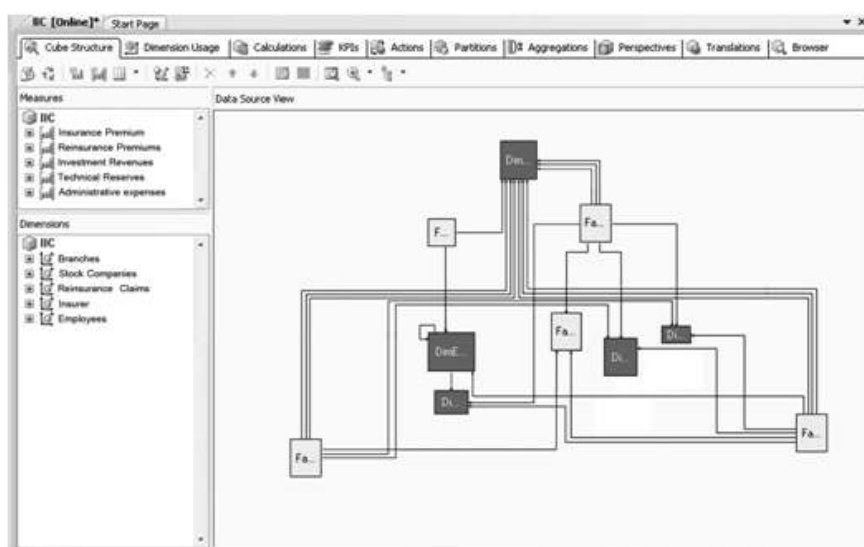 IIC [Online]* Start Page
Cube Structure Dimension Usage Calculations KPIs Actions Partitions Aggregations Perspectives Translations Browser
Measures
IIC
Insurance Premium
Reinsurance Premiums
Investment Revenues
Technical Reserves
Administrative expenses
Dimensions
IIC
Branches
Stock Companies
Reinsurance Claims
Insurer
Employees
Data Source View
Dim...
Fa...
F...
Fa...
Di...
Di...
DimE...
Di...
Fa...
Fa...